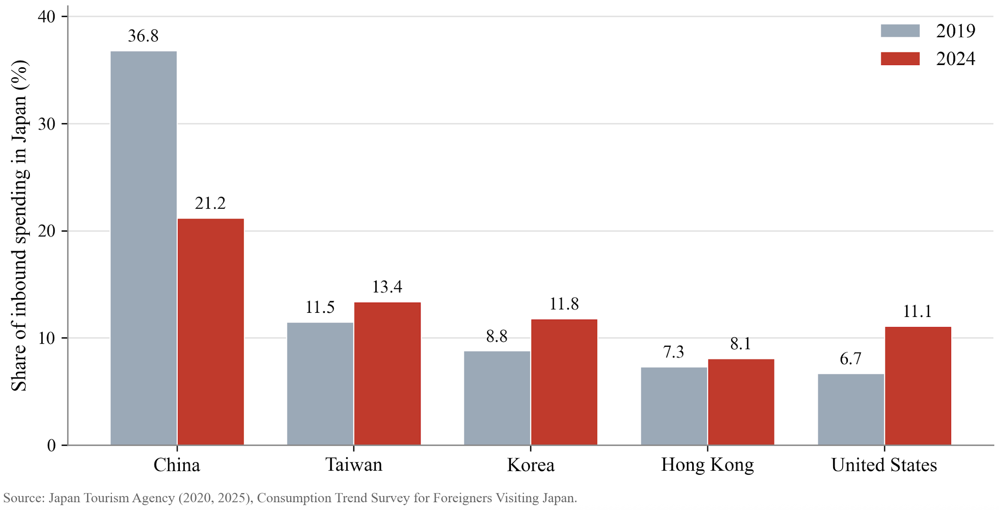 Share of inbound spending in Japan (%)
40
30
20
10
0
2019
2024
36.8
21.2
11.5
13.4
8.8
11.8
7.3
8.1
6.7
11.1
China
Taiwan
Korea
Hong Kong
United States
Source: Japan Tourism Agency (2020, 2025), Consumption Trend Survey for Foreigners Visiting Japan.